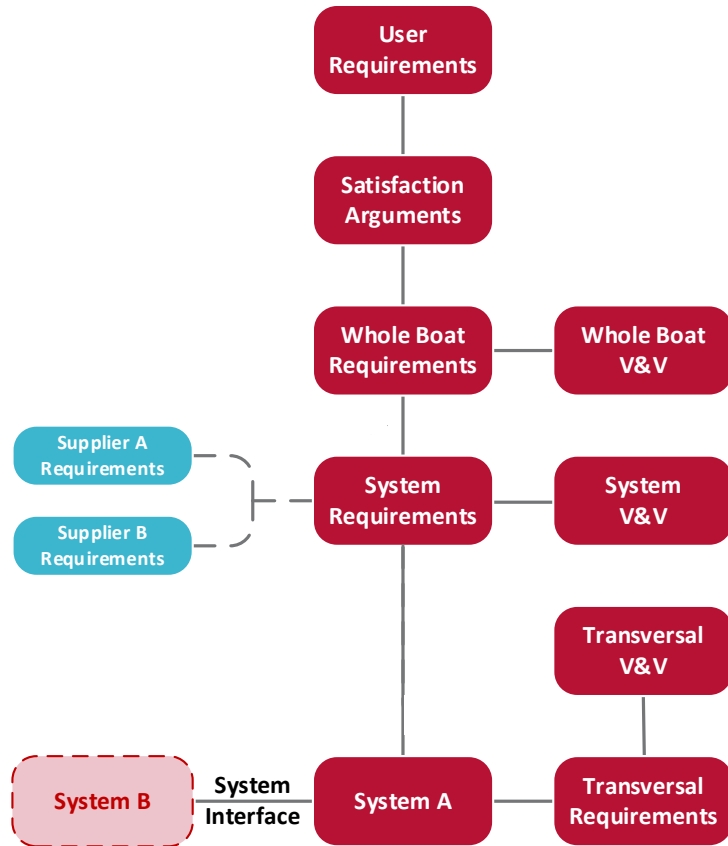 User
Requirements
Satisfaction
Arguments
Whole Boat
Requirements
Whole Boat
V&V
Supplier A
Requirements
Supplier B
Requirements
System
Requirements
System
V&V
Transversal
V&V
System B
System
Interface
System A
Transversal
Requirements